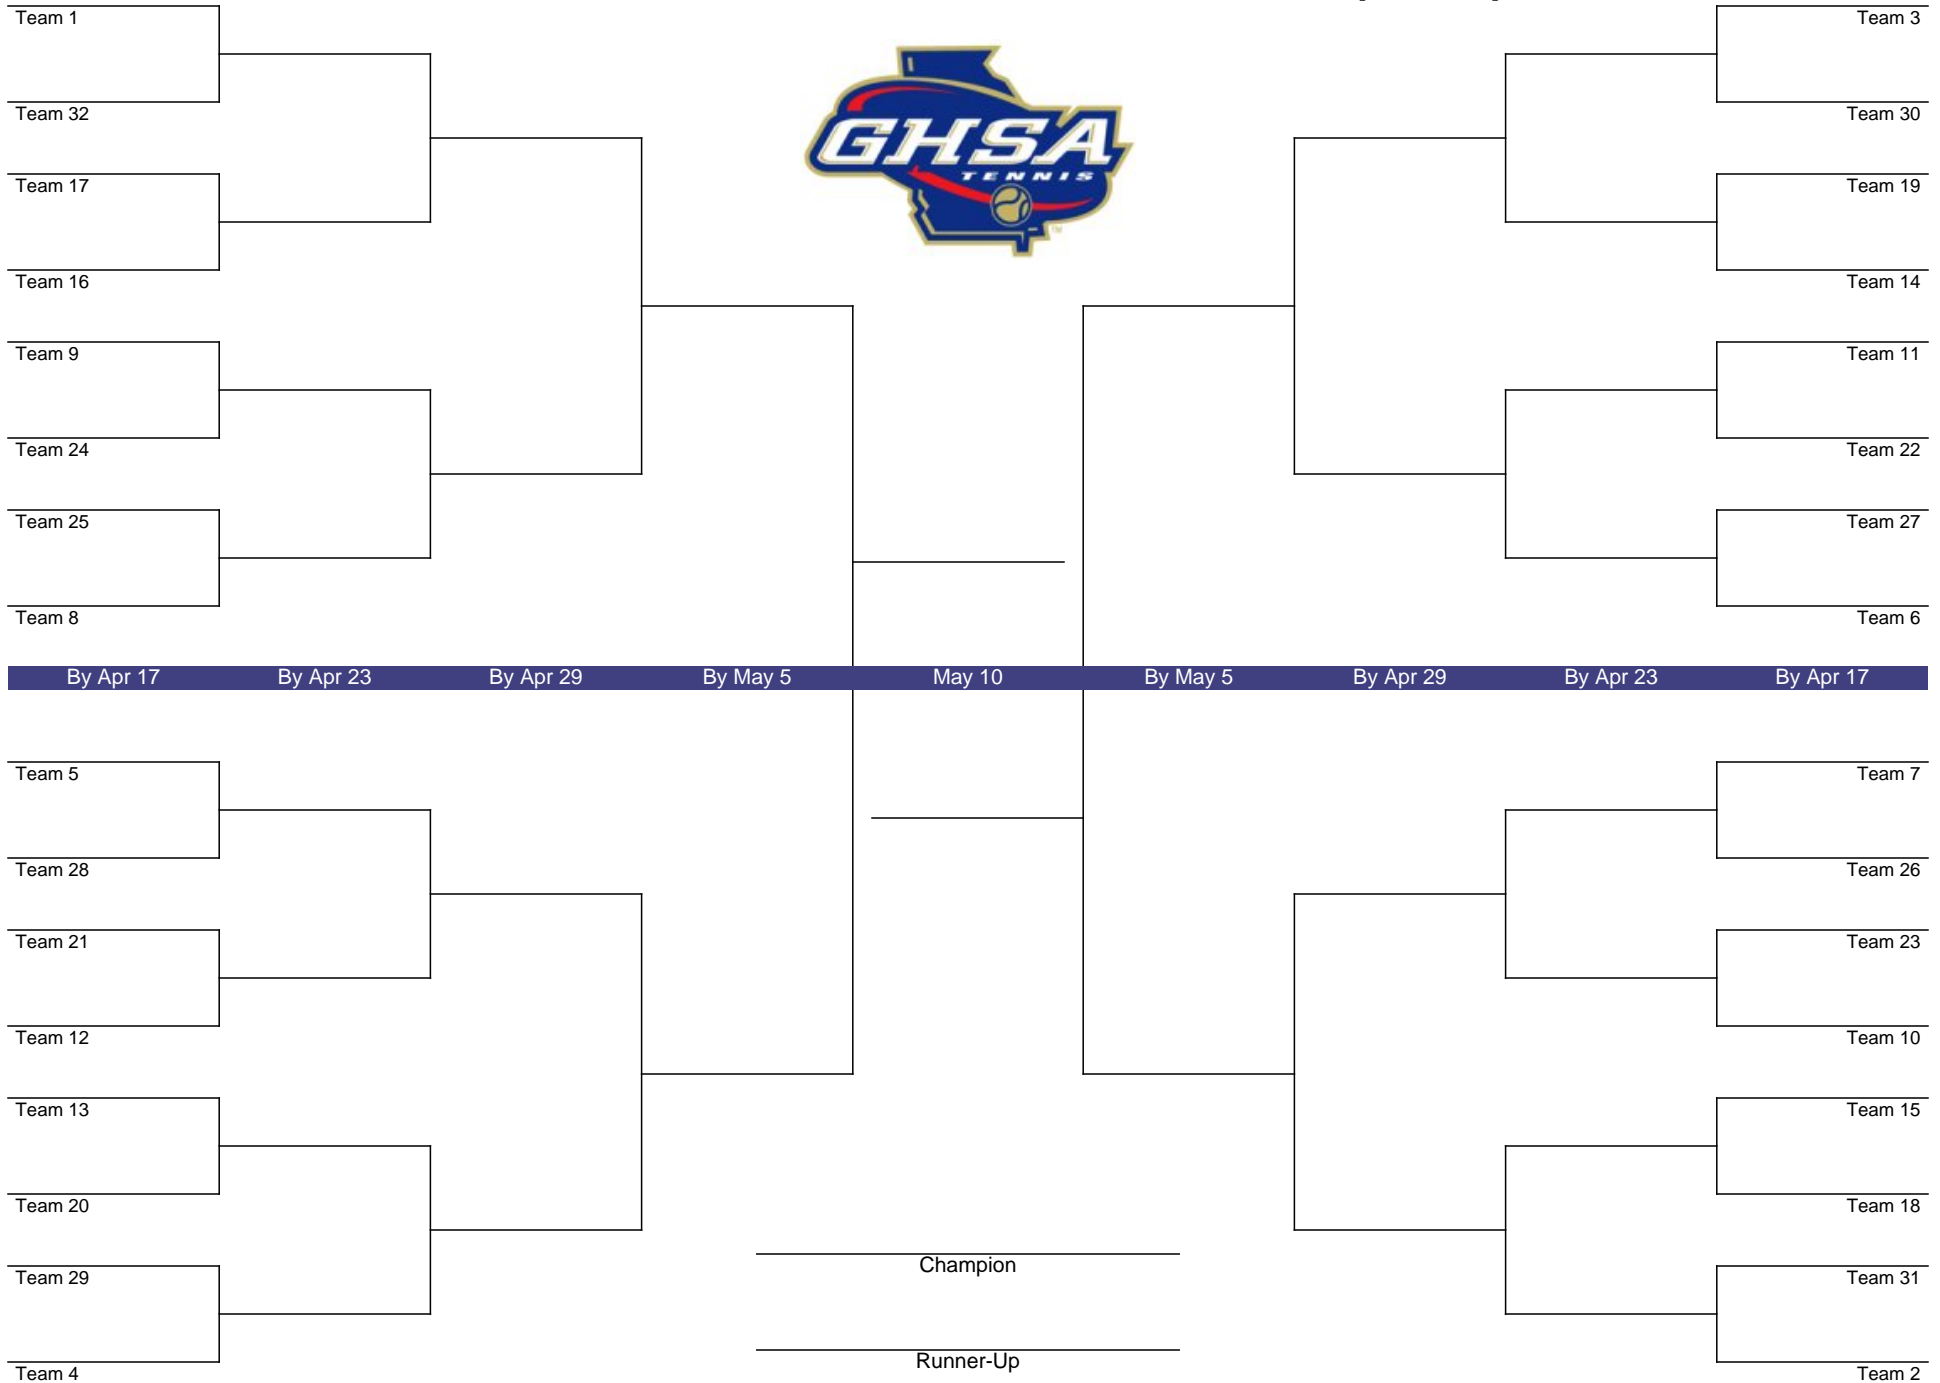 Team 1
Team 32
Team 17
Team 16
Team 9
Team 24
Team 25
Team 8
GHSA
TENNIS
TM
Team 3
Team 30
Team 19
Team 14
Team 11
Team 22
Team 27
Team 6
By Apr 17 By Apr 23 By Apr 29 By May 5 May 10 By May 5 By Apr 29 By Apr 23 By Apr 17
Team 5
Team 28
Team 21
Team 12
Team 13
Team 20
Team 29
Team 4
Champion
Runner-Up
Team 7
Team 26
Team 23
Team 10
Team 15
Team 18
Team 31
Team 2